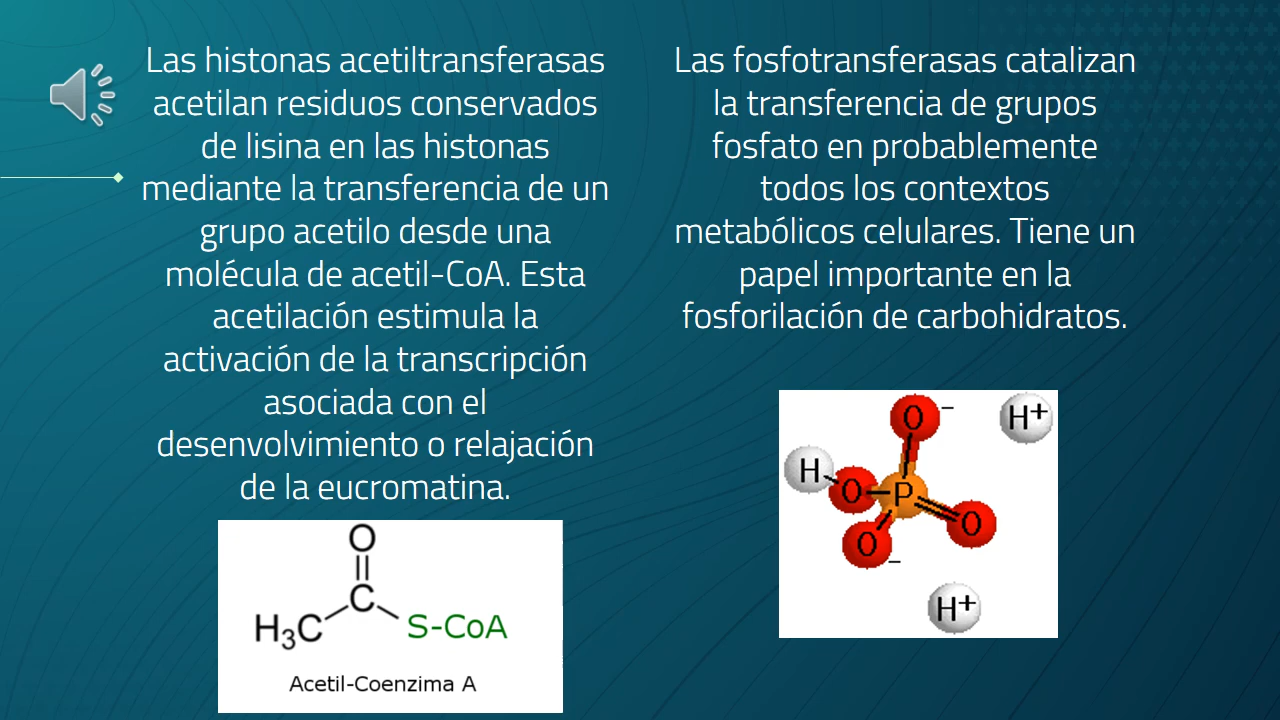 Las histonas acetiltransferasas
acetilan residuos conservados
de lisina en las histonas
mediante la transferencia de un
grupo acetilo desde una
molécula de acetil-CoA. Esta
acetilación estimula la
activación de la transcripción
asociada con el
desenvolvimiento o relajación
de la eucromatina.
O
C
H₃C
S-CoA
Acetil-Coenzima A
Las fosfotransferasas catalizan
la transferencia de grupos
fosfato en probablemente
todos los contextos
metabólicos celulares. Tiene un
papel importante en la
fosforilación de carbohidratos.
O⁻ H⁺
H
O P
O
O⁻
H⁺